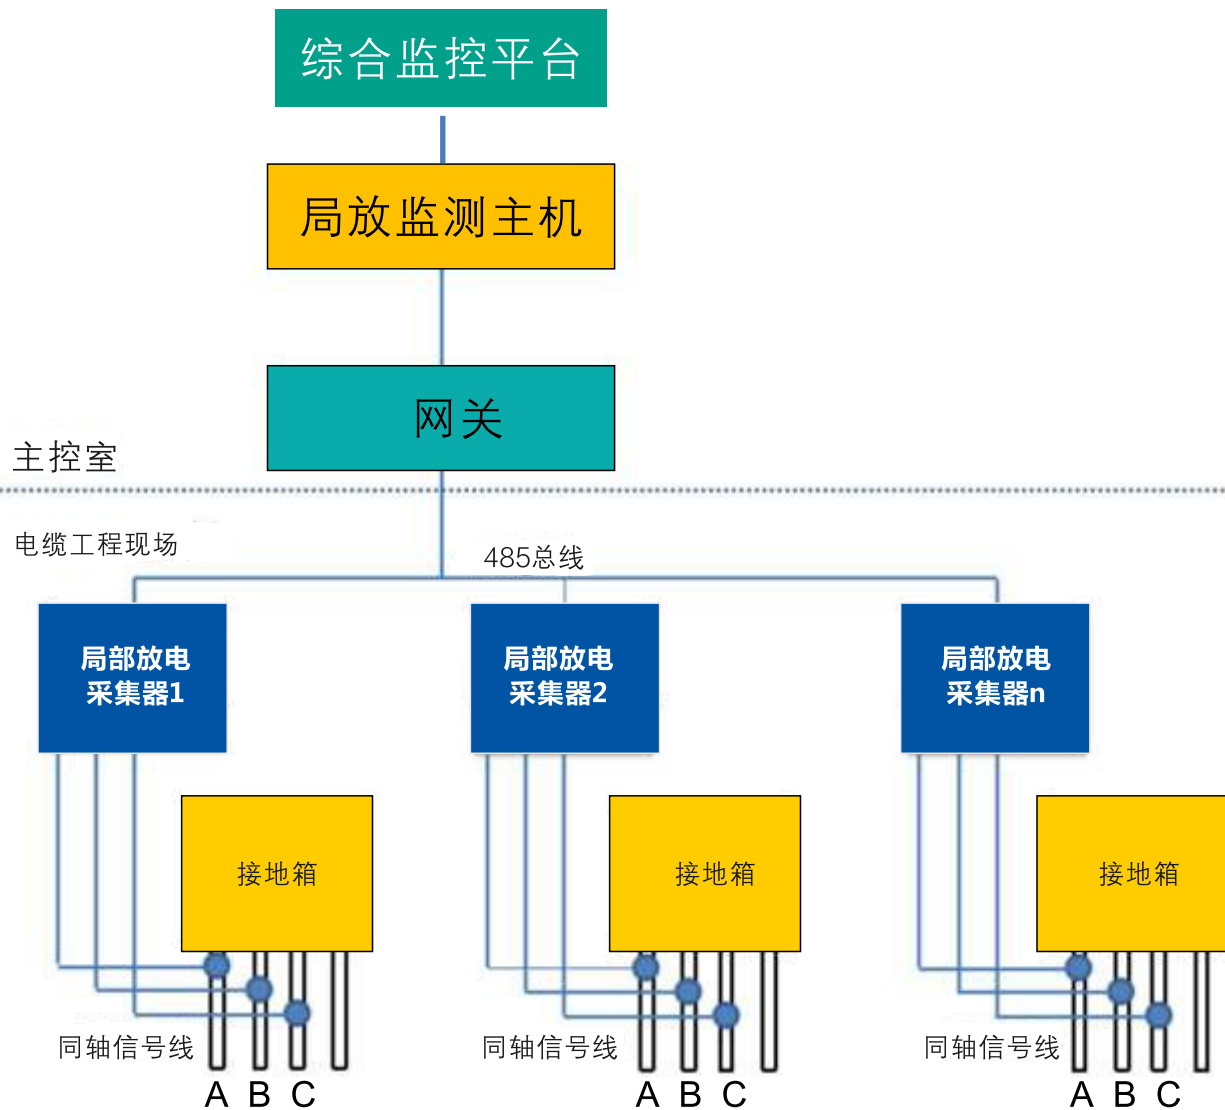 综合监控平台
局放监测主机
网关
主控室
电缆工程现场
485总线
局部放电
采集器1
局部放电
采集器2
局部放电
采集器n
接地箱
接地箱
接地箱
同轴信号线
同轴信号线
同轴信号线
A B C
A B C
A B C